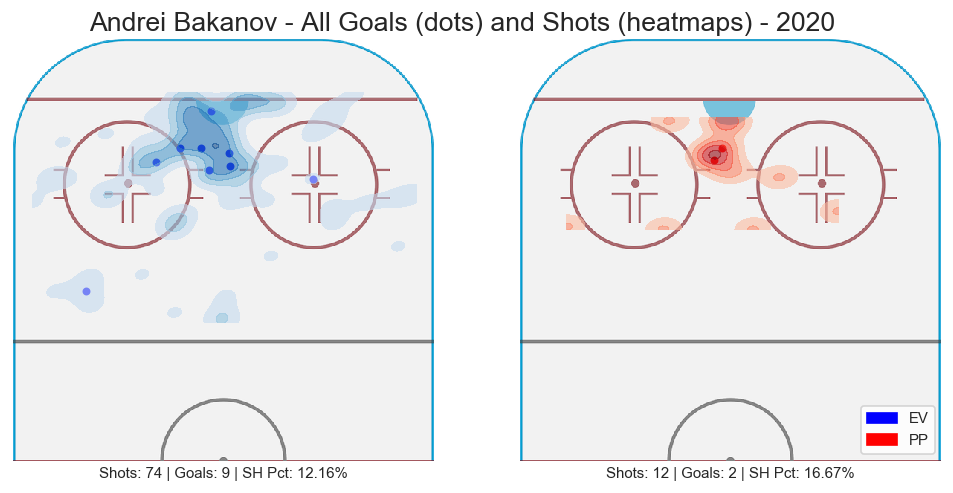 Andrei Bakanov - All Goals (dots) and Shots (heatmaps) - 2020
EV
PP
Shots: 74 | Goals: 9 | SH Pct: 12.16%
Shots: 12 | Goals: 2 | SH Pct: 16.67%